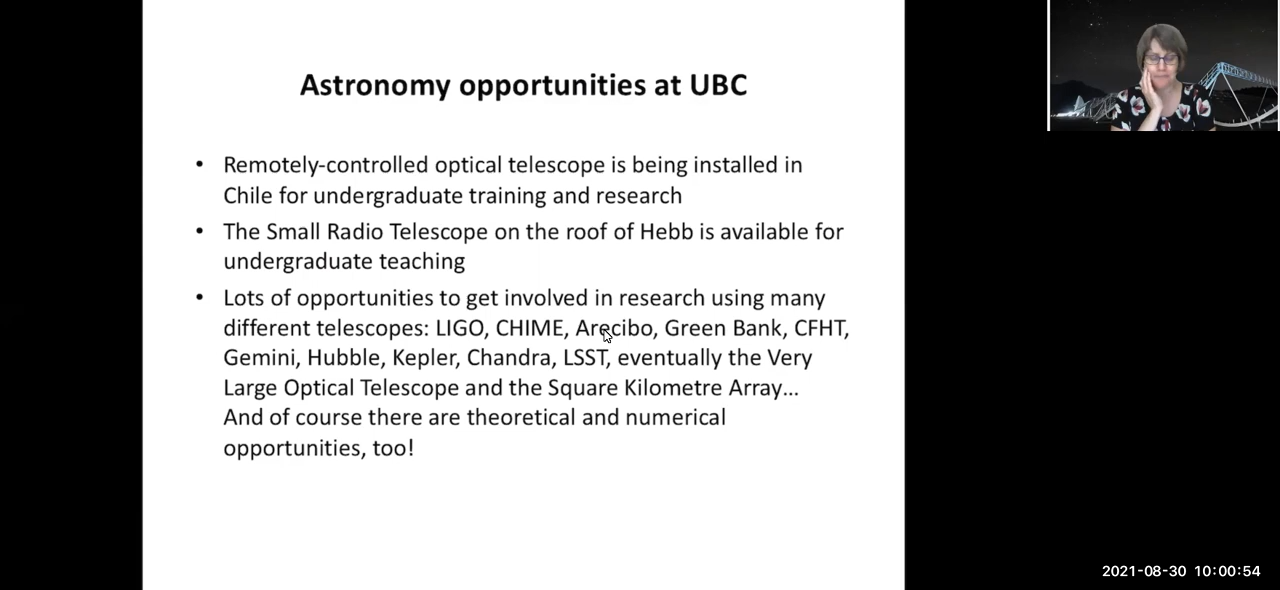 Astronomy opportunities at UBC
• Remotely-controlled optical telescope is being installed in
Chile for undergraduate training and research
• The Small Radio Telescope on the roof of Hebb is available for
undergraduate teaching
• Lots of opportunities to get involved in research using many
different telescopes: LIGO, CHIME, Arecibo, Green Bank, CFHT,
Gemini, Hubble, Kepler, Chandra, LSST, eventually the Very
Large Optical Telescope and the Square Kilometre Array...
And of course there are theoretical and numerical
opportunities, too!
2021-08-30 10:00:54